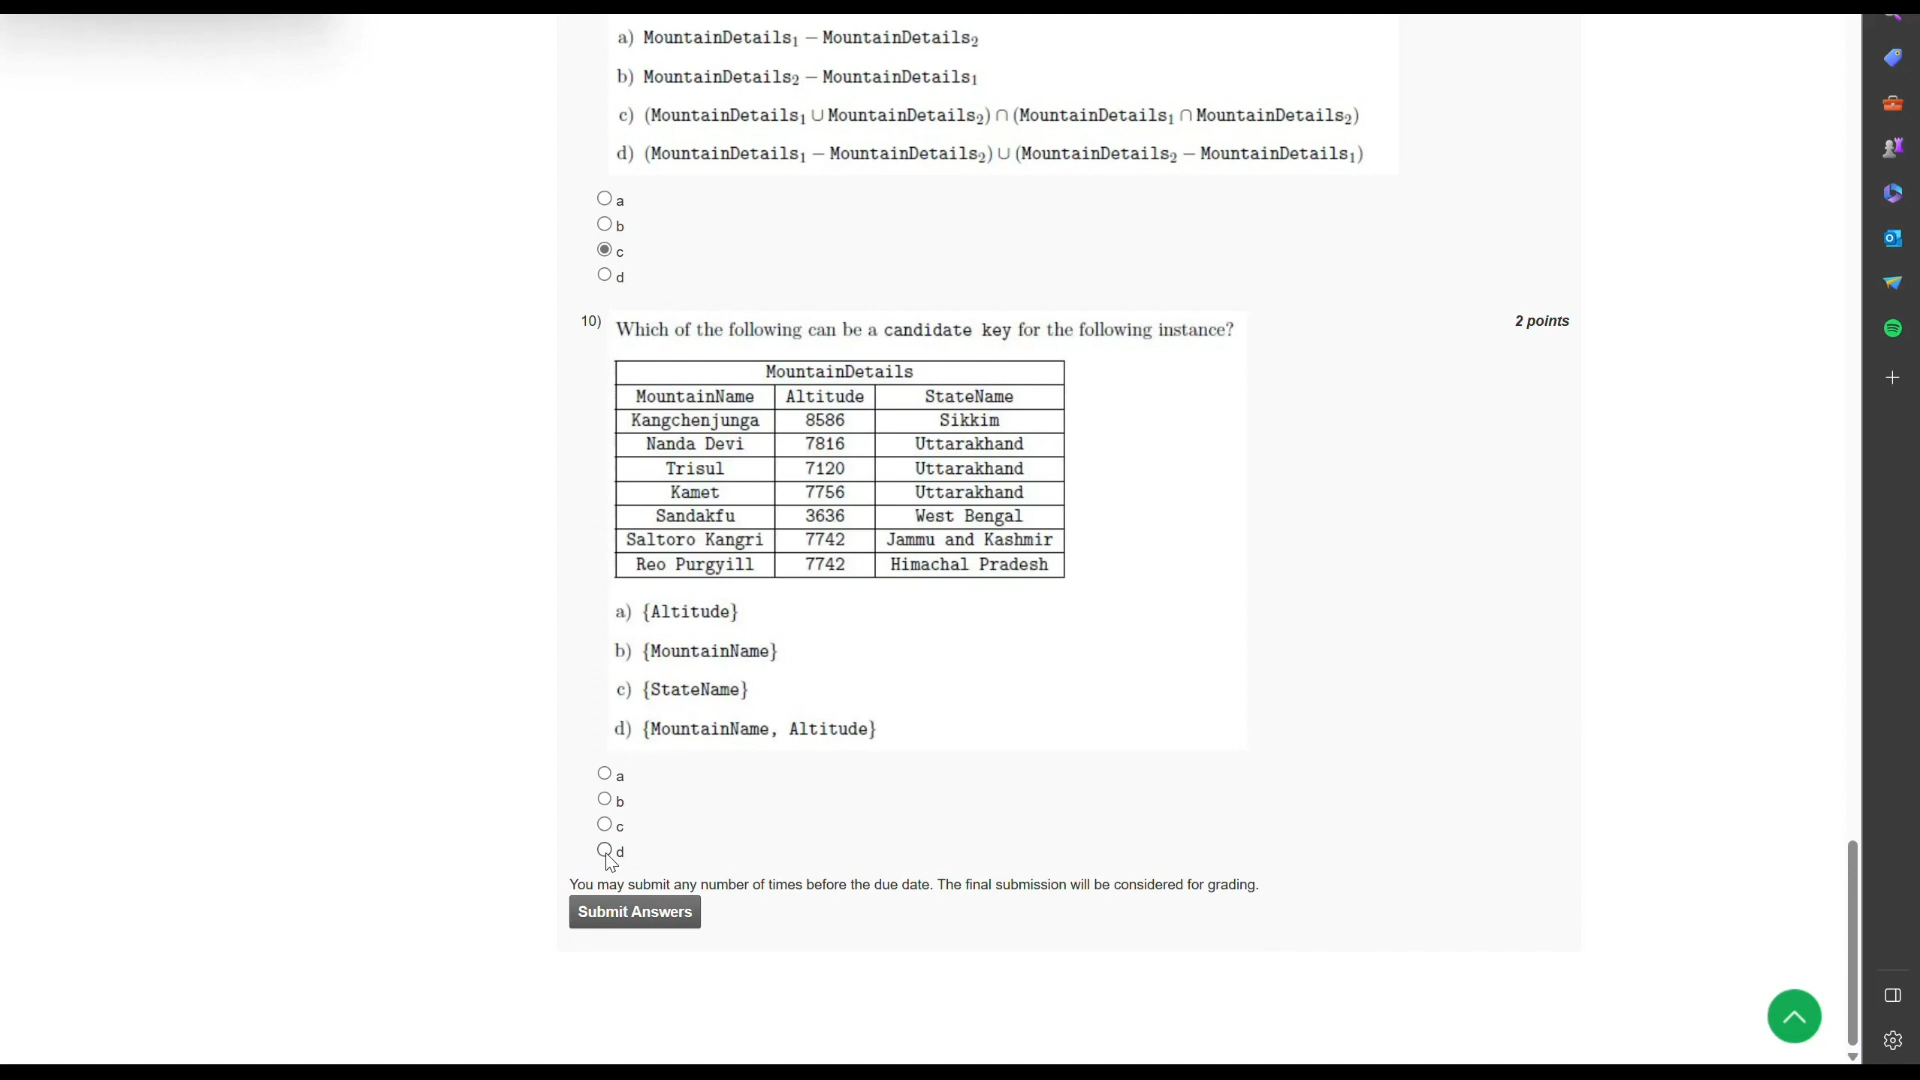 a) MountainDetails₁ − MountainDetails₂
b) MountainDetails₂ − MountainDetails₁
c) (MountainDetails₁ ∪ MountainDetails₂) ∩ (MountainDetails₁ ∩ MountainDetails₂)
d) (MountainDetails₁ − MountainDetails₂) ∪ (MountainDetails₂ − MountainDetails₁)
a
b
c
d
10) Which of the following can be a candidate key for the following instance? 2 points
MountainDetails
MountainName Altitude StateName
Kangchenjunga 8586 Sikkim
Nanda Devi 7816 Uttarakhand
Trisul 7120 Uttarakhand
Kamet 7756 Uttarakhand
Sandakfu 3636 West Bengal
Saltoro Kangri 7742 Jammu and Kashmir
Reo Purgyill 7742 Himachal Pradesh
a) {Altitude}
b) {MountainName}
c) {StateName}
d) {MountainName, Altitude}
a
b
c
d
You may submit any number of times before the due date. The final submission will be considered for grading.
Submit Answers